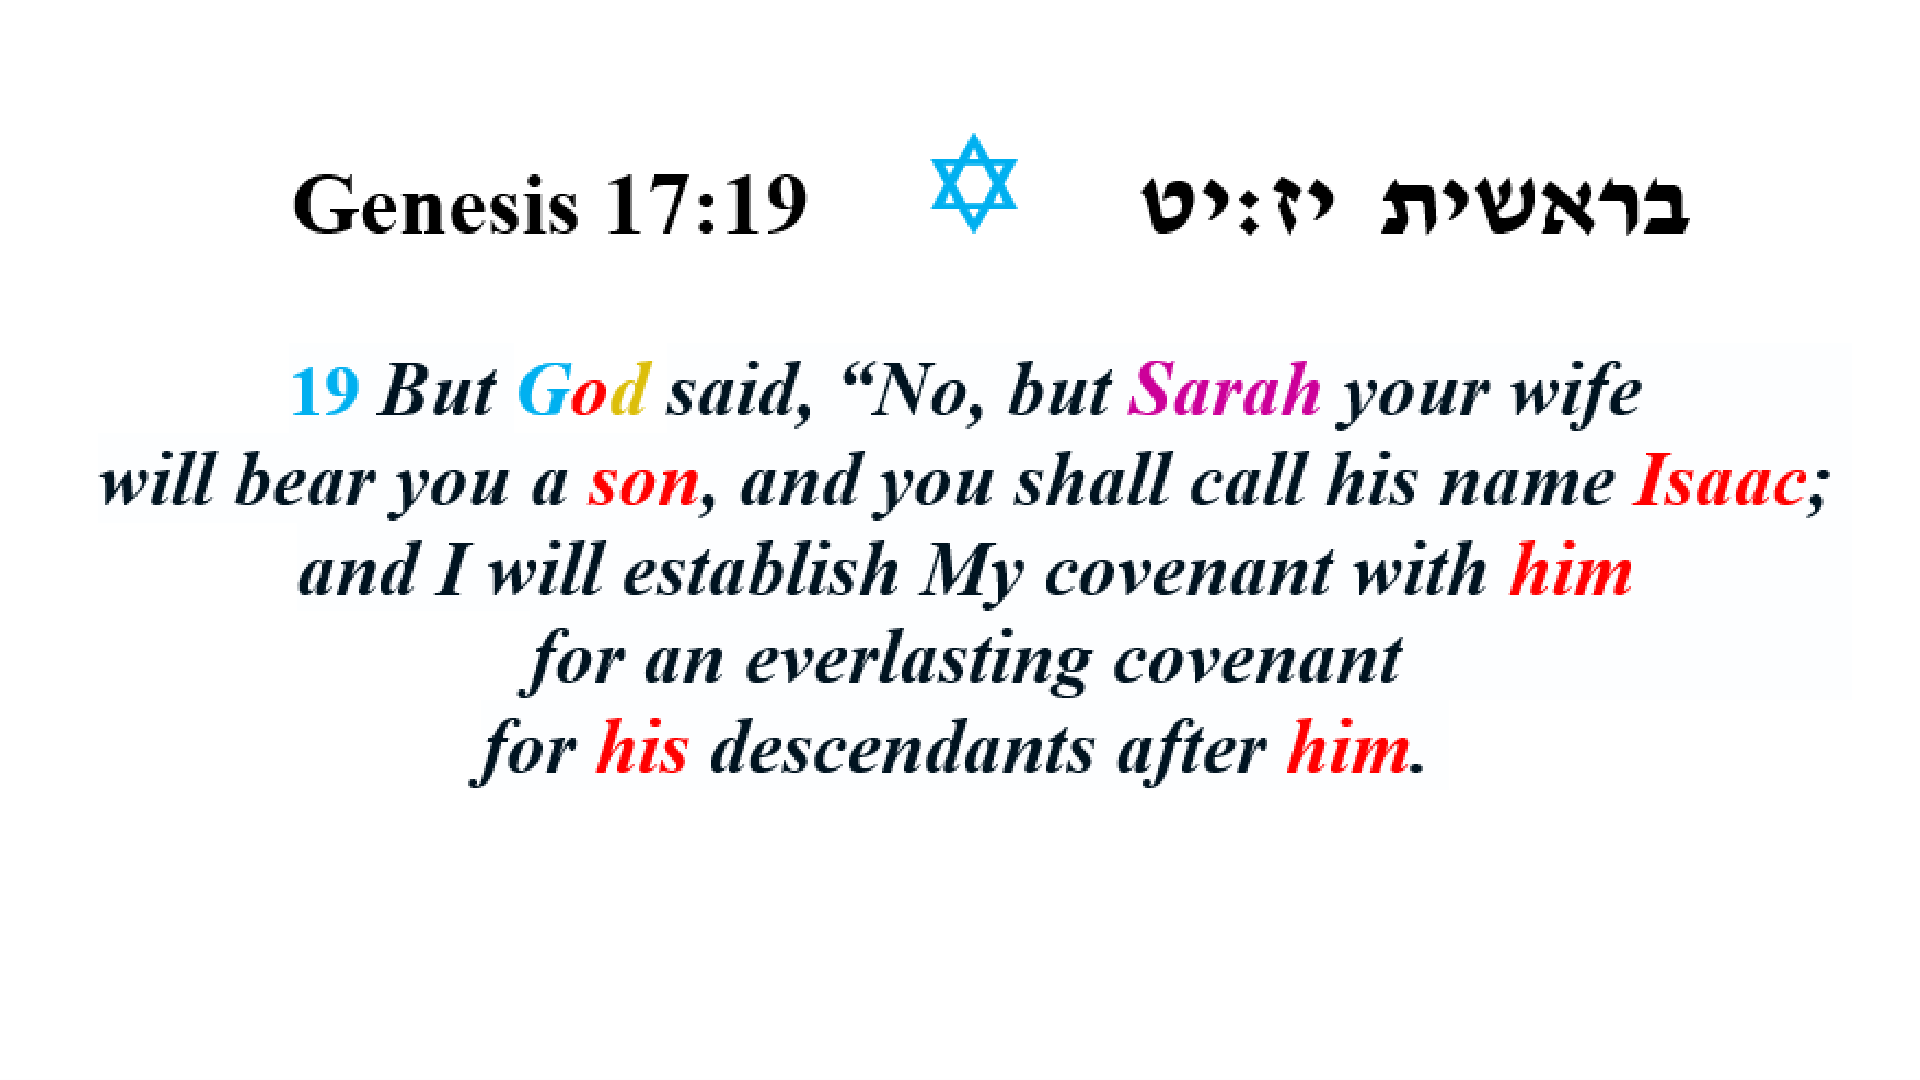 Genesis 17:19 ✡ בראשית יז:יט
19 But God said, “No, but Sarah your wife
will bear you a son, and you shall call his name Isaac;
and I will establish My covenant with him
for an everlasting covenant
for his descendants after him.